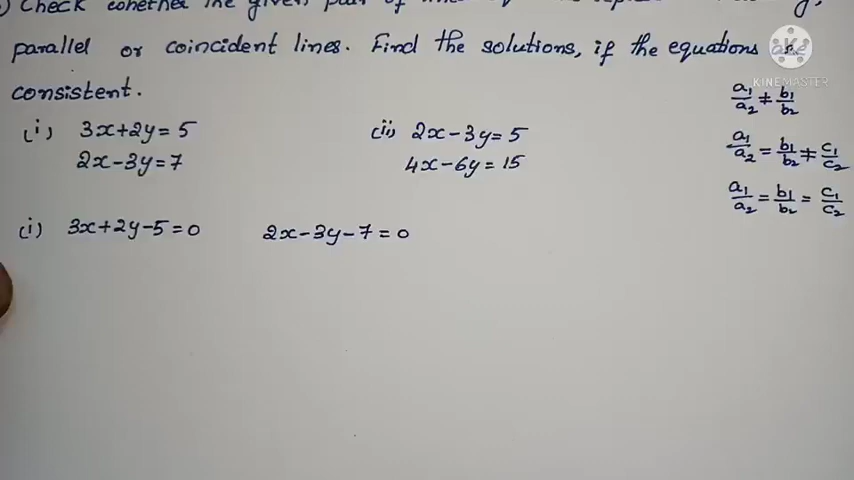 Check whether the given pair of
parallel or coincident lines. Find the solutions, if the equations are
consistent.
KINEMASTER
(i) 3x+2y=5
2x-3y=7
(ii) 2x-3y=5
4x-6y=15
a₁/a₂ ≠ b₁/b₂
a₁/a₂ = b₁/b₂ ≠ c₁/c₂
a₁/a₂ = b₁/b₂ = c₁/c₂
(i) 3x+2y-5=0 2x-3y-7=0